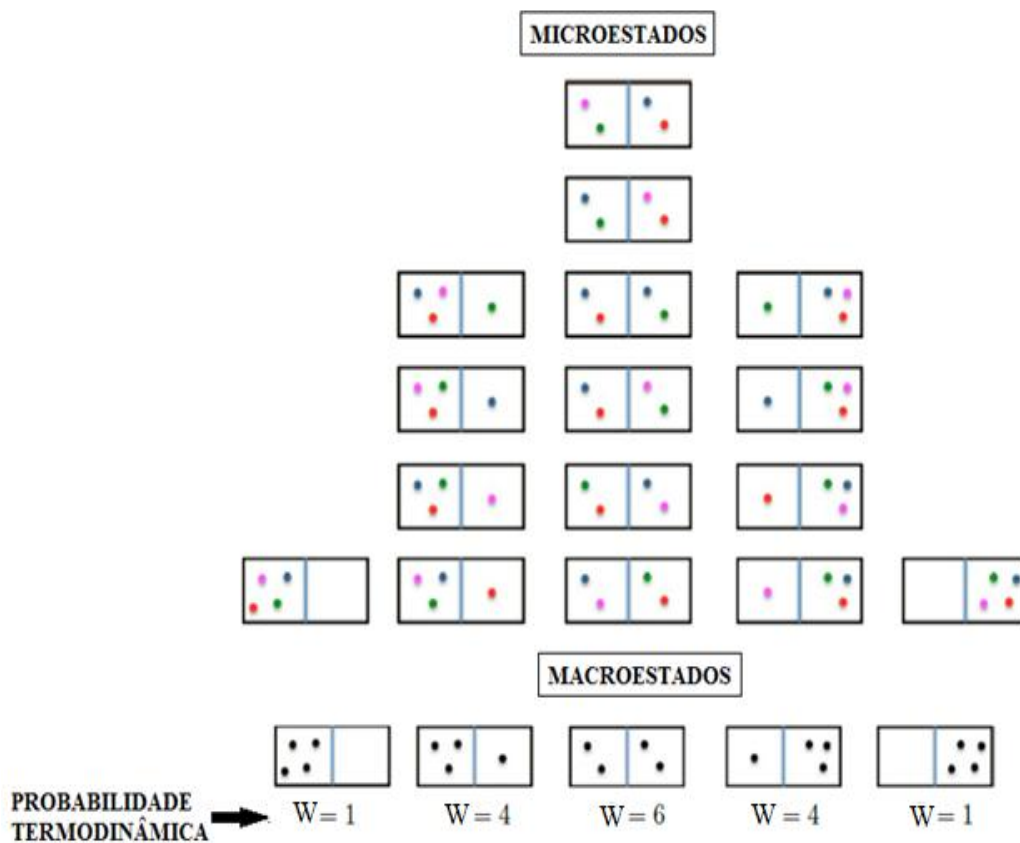 MICROESTADOS
MACROESTADOS
PROBABILIDADE
TERMODINÂMICA
W = 1
W = 4
W = 6
W = 4
W = 1